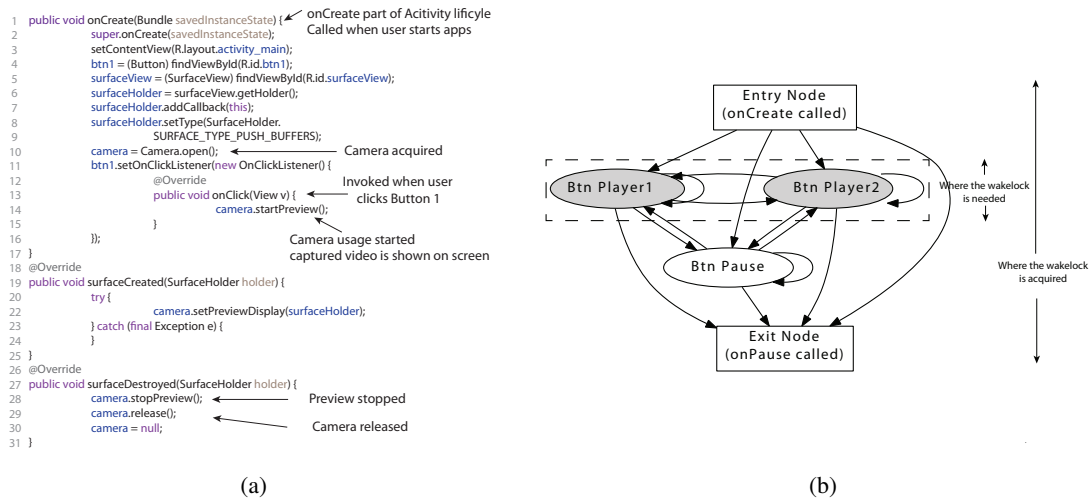 1 public void onCreate(Bundle savedInstanceState) {
onCreate part of Acitivity lificyle
Called when user starts apps
2 super.onCreate(savedInstanceState);
3 setContentView(R.layout.activity_main);
4 btn1 = (Button) findViewById(R.id.btn1);
5 surfaceView = (SurfaceView) findViewById(R.id.surfaceView);
6 surfaceHolder = surfaceView.getHolder();
7 surfaceHolder.addCallback(this);
8 surfaceHolder.setType(SurfaceHolder.
9 SURFACE_TYPE_PUSH_BUFFERS);
10 camera = Camera.open();
Camera acquired
11 btn1.setOnClickListener(new OnClickListener() {
12 @Override
13 public void onClick(View v) {
Invoked when user
clicks Button 1
14 camera.startPreview();
15 }
Camera usage started
captured video is shown on screen
16 });
17 }
18 @Override
19 public void surfaceCreated(SurfaceHolder holder) {
20 try {
22 camera.setPreviewDisplay(surfaceHolder);
23 } catch (final Exception e) {
24 }
25 }
26 @Override
27 public void surfaceDestroyed(SurfaceHolder holder) {
28 camera.stopPreview();
Preview stopped
29 camera.release();
Camera released
30 camera = null;
31 }
(a)
Entry Node
(onCreate called)
Btn Player1
Btn Player2
Where the wakelock
is needed
Btn Pause
Where the wakelock
is acquired
Exit Node
(onPause called)
(b)